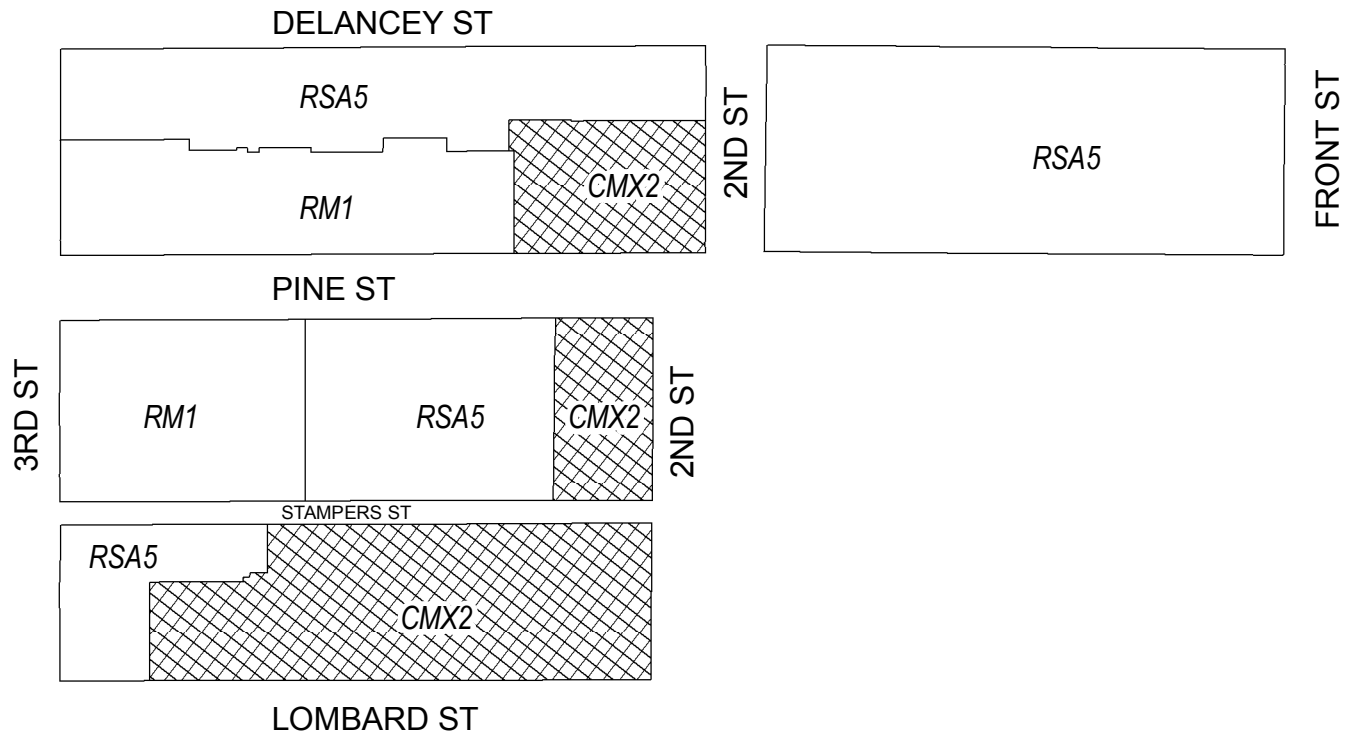 DELANCEY ST
RSA5
2ND ST
RSA5
FRONT ST
CMX2
RM1
PINE ST
3RD ST
RM1
RSA5
CMX2
2ND ST
STAMPERS ST
RSA5
CMX2
LOMBARD ST